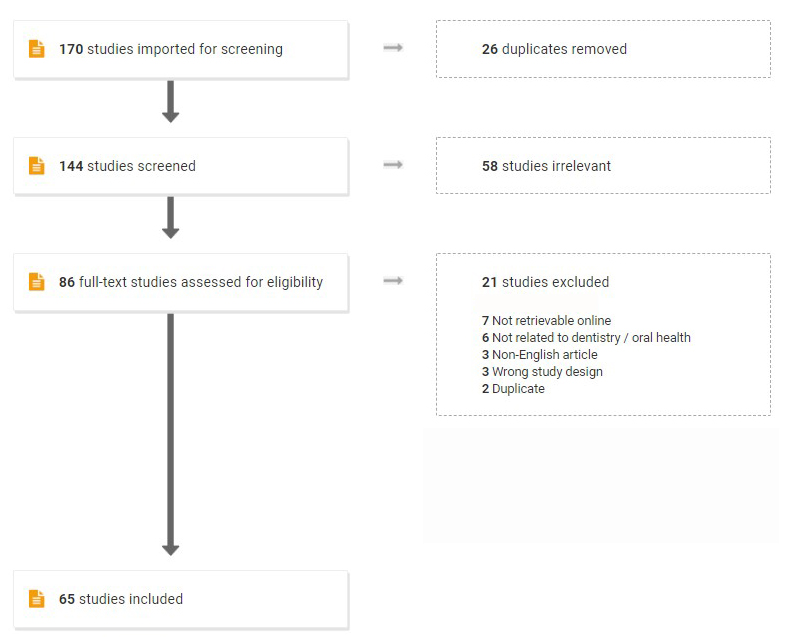 170 studies imported for screening
26 duplicates removed
144 studies screened
58 studies irrelevant
86 full-text studies assessed for eligibility
21 studies excluded
7 Not retrievable online
6 Not related to dentistry / oral health
3 Non-English article
3 Wrong study design
2 Duplicate
65 studies included